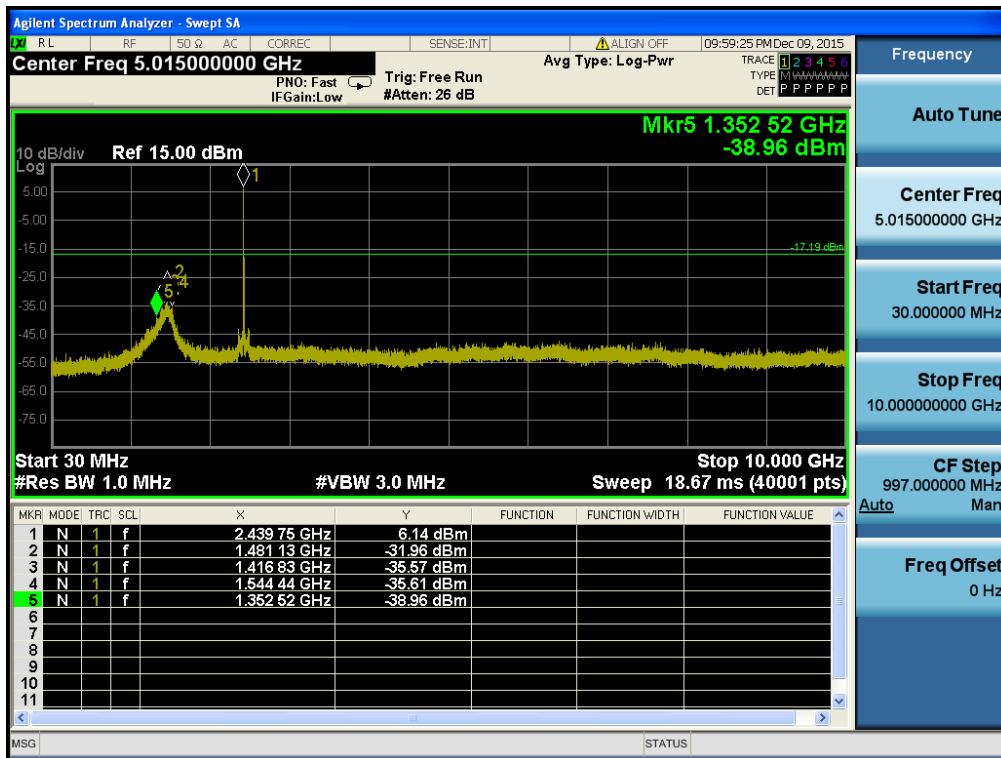 Agilent Spectrum Analyzer - Swept SA
LXI RL RF 50 Ω AC CORREC SENSE:INT ALIGN OFF 09:59:25 PM Dec 09, 2015
Center Freq 5.015000000 GHz
PNO: Fast
IFGain:Low
Trig: Free Run
#Atten: 26 dB
Avg Type: Log-Pwr
TRACE 1 2 3 4 5 6
TYPE M WWWWW
DET P P P P P P
Mkr5 1.352 52 GHz
-38.96 dBm
10 dB/div Ref 15.00 dBm
Log
5.00
-5.00
-15.0
-25.0
-35.0
-45.0
-55.0
-65.0
-75.0
1
2
4
5
-17.19 dBm
Start 30 MHz Stop 10.000 GHz
#Res BW 1.0 MHz #VBW 3.0 MHz Sweep 18.67 ms (40001 pts)
MKR MODE TRC SCL X Y FUNCTION FUNCTION WIDTH FUNCTION VALUE
1 N 1 f 2.439 75 GHz 6.14 dBm
2 N 1 f 1.481 13 GHz -31.96 dBm
3 N 1 f 1.416 83 GHz -35.57 dBm
4 N 1 f 1.544 44 GHz -35.61 dBm
5 N 1 f 1.352 52 GHz -38.96 dBm
6
7
8
9
10
11
MSG STATUS
Frequency
Auto Tune
Center Freq
5.015000000 GHz
Start Freq
30.000000 MHz
Stop Freq
10.000000000 GHz
CF Step
997.000000 MHz
Auto Man
Freq Offset
0 Hz